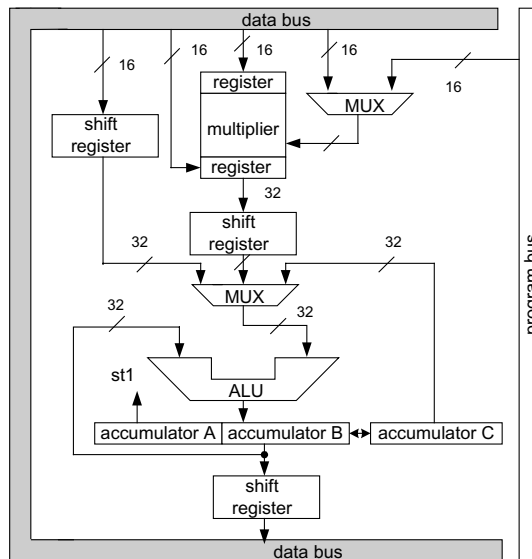 data bus
16
16
16
16
16
register
MUX
shift
register
multiplier
register
32
shift
register
32
32
MUX
program bus
32
32
ALU
st1
accumulator A
accumulator B
accumulator C
shift
register
data bus